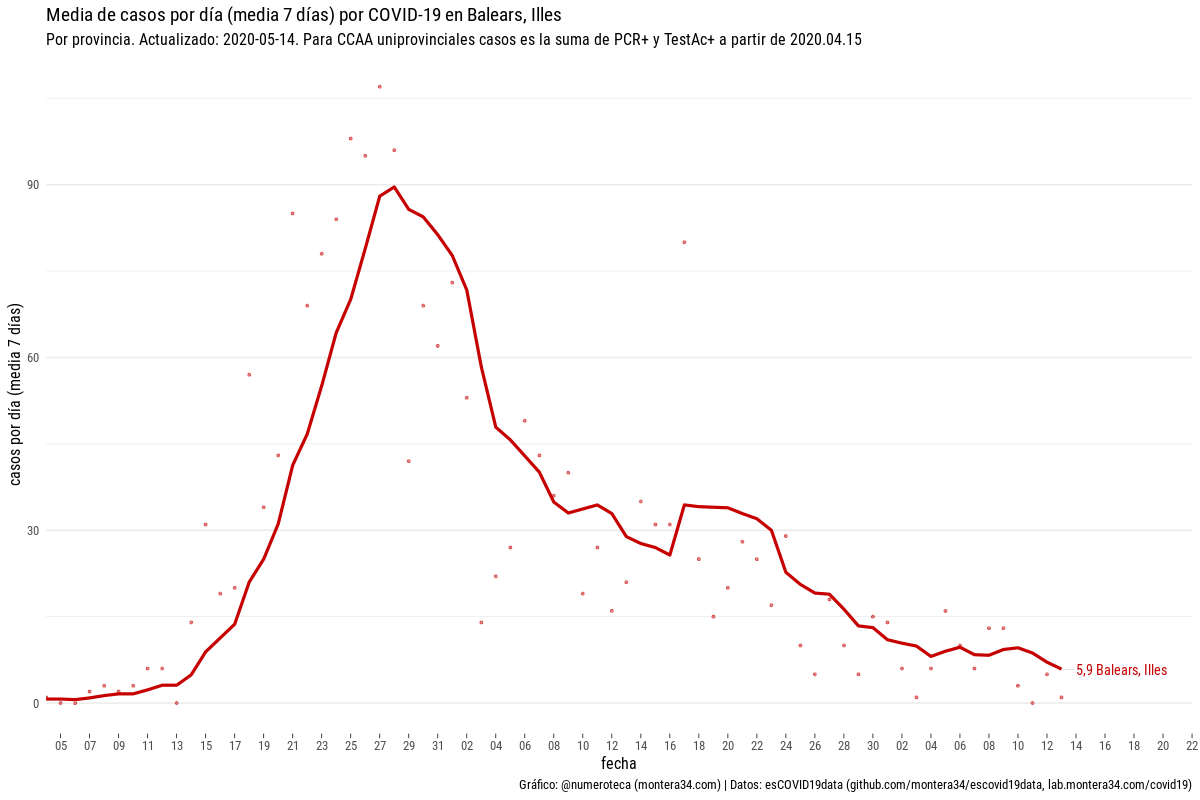 Media de casos por día (media 7 días) por COVID-19 en Balears, Illes
Por provincia. Actualizado: 2020-05-14. Para CCAA uniprovinciales casos es la suma de PCR+ y TestAc+ a partir de 2020.04.15
casos por día (media 7 días)
90
60
30
0
5,9 Balears, Illes
05 07 09 11 13 15 17 19 21 23 25 27 29 31 02 04 06 08 10 12 14 16 18 20 22 24 26 28 30 02 04 06 08 10 12 14 16 18 20 22
fecha
Gráfico: @numeroteca (montera34.com) | Datos: esCOVID19data (github.com/montera34/escovid19data, lab.montera34.com/covid19)